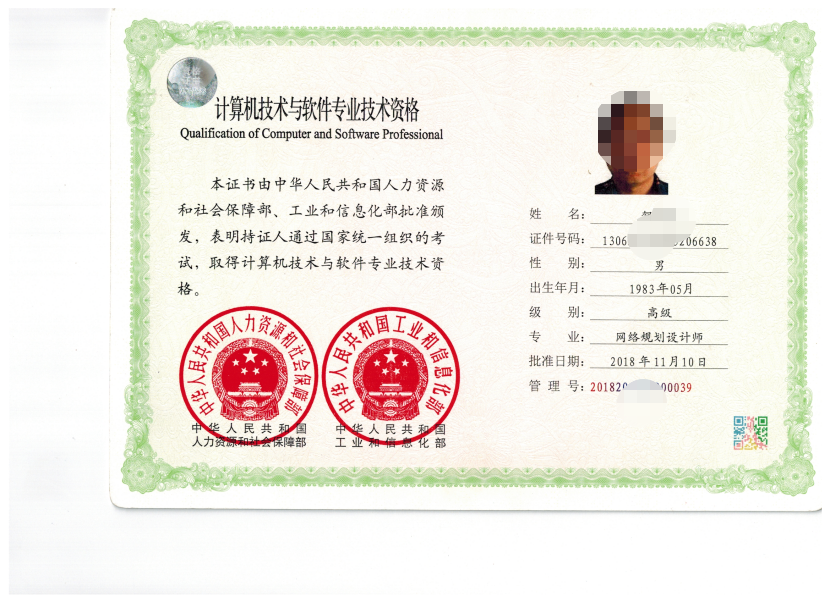 计算机技术与软件专业技术资格
Qualification of Computer and Software Professional
本证书由中华人民共和国人力资源
和社会保障部、工业和信息化部批准颁
发，表明持证人通过国家统一组织的考
试，取得计算机技术与软件专业技术资
格。
中华人民共和国人力资源和社会保障部
中华人民共和国工业和信息化部
中华人民共和国
人力资源和社会保障部
中华人民共和国
工业和信息化部
姓 名：
证件号码：1306 206638
性 别：男
出生年月：1983年05月
级 别：高级
专 业：网络规划设计师
批准日期：2018年11月10日
管 理 号：20182 00039